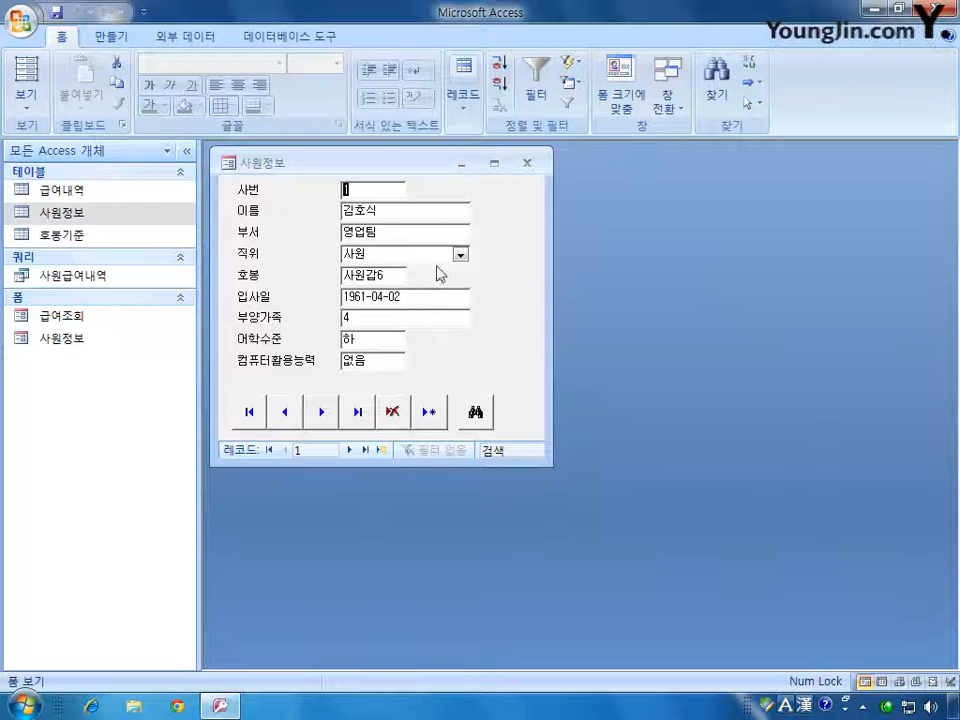 Microsoft Access
YoungJin.com Y.
홈 만들기 외부 데이터 데이터베이스 도구
보기 붙여넣기 가 가 가 가 레코드 필터 폼 크기에 맞춤 창 전환 찾기
보기 클립보드 글꼴 서식 있는 텍스트 정렬 및 필터 창 찾기
모든 Access 개체
테이블
급여내역
사원정보
호봉기준
쿼리
사원급여내역
폼
급여조회
사원정보
사원정보
사번 1
이름 김호식
부서 영업팀
직위 사원
호봉 사원갑6
입사일 1961-04-02
부양가족 4
어학수준 하
컴퓨터활용능력 없음
레코드: 1 필터 없음 검색
폼 보기 Num Lock
A 漢